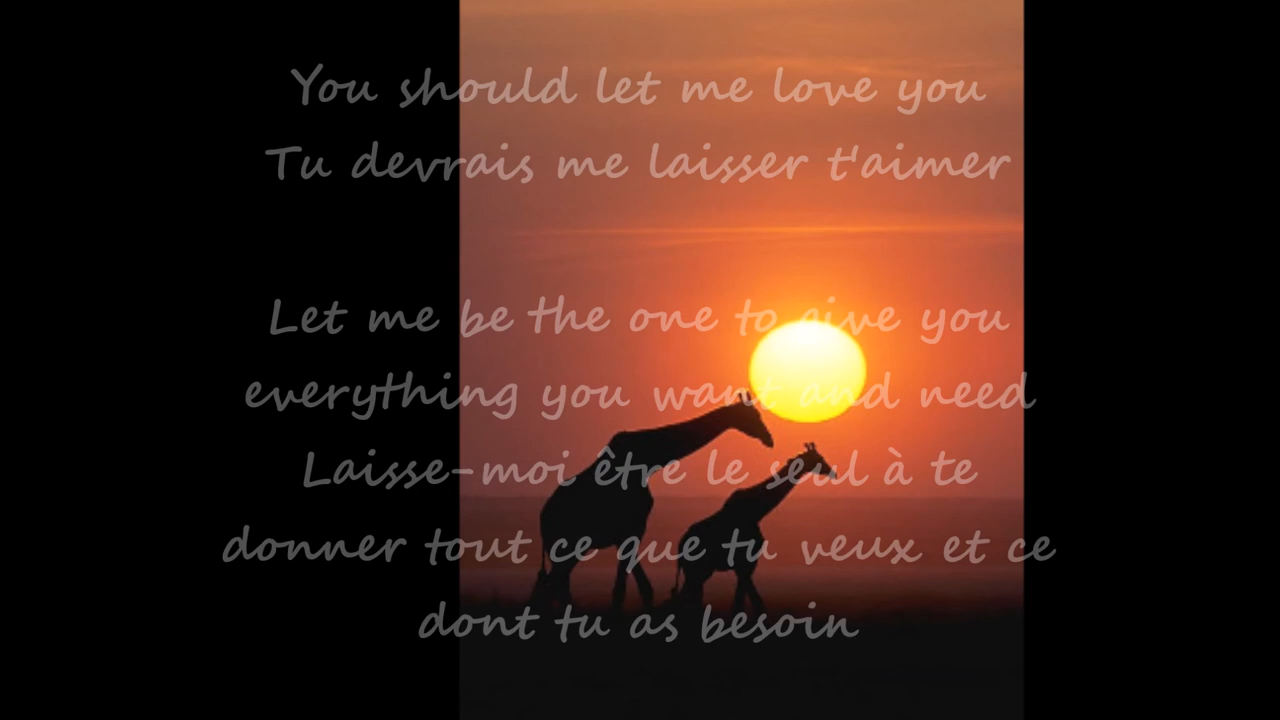 You should let me love you
Tu devrais me laisser t'aimer
Let me be the one to give you
everything you want and need
Laisse-moi être le seul à te
donner tout ce que tu veux et ce
dont tu as besoin